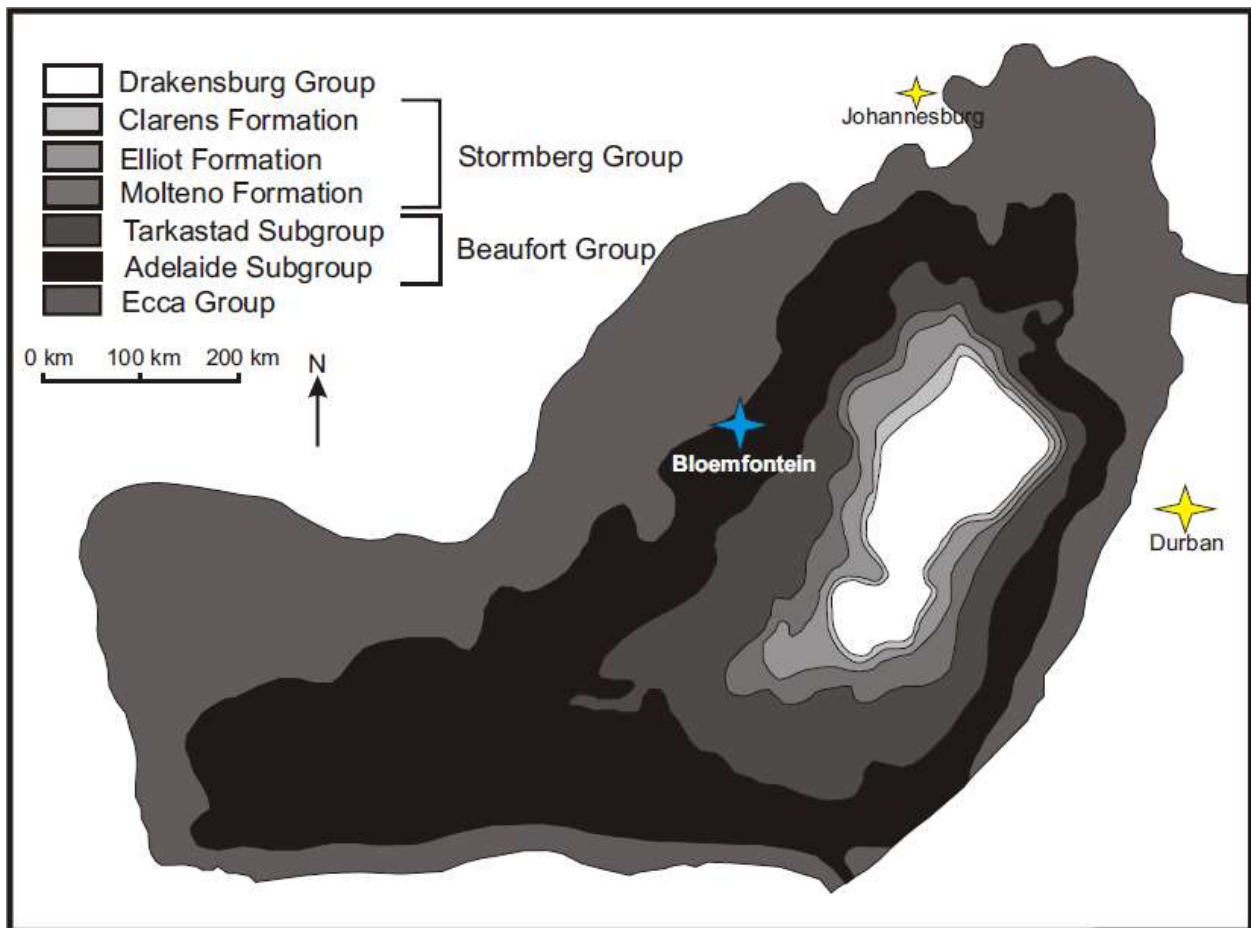 Drakensburg Group
Clarens Formation
Elliot Formation
Molteno Formation
Stormberg Group
Tarkastad Subgroup
Adelaide Subgroup
Beaufort Group
Ecca Group
0 km 100 km 200 km
N
Johannesburg
Bloemfontein
Durban